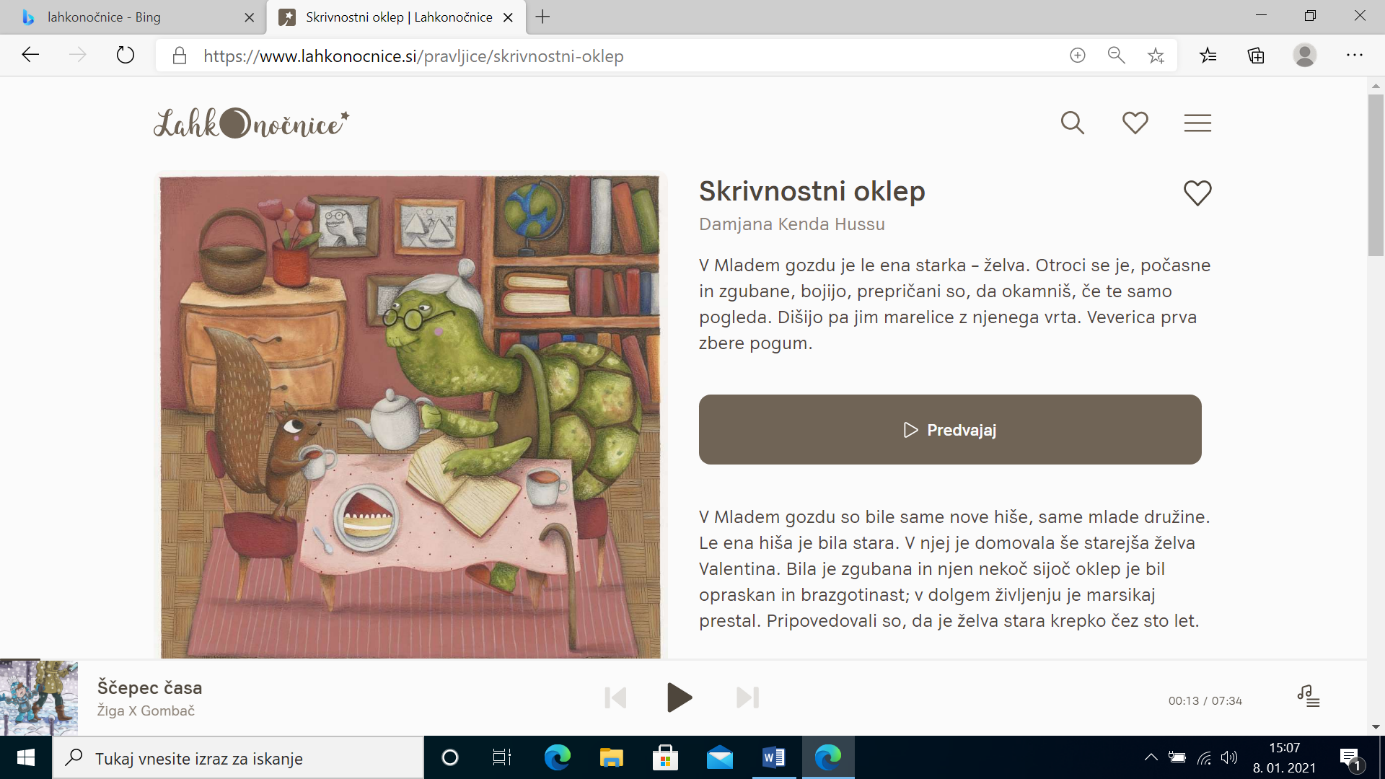 lahkonočnice - Bing
Skrivnostni oklep | Lahkonočnice
https://www.lahkonocnice.si/pravljice/skrivnostni-oklep
Lahkonočnice
Skrivnostni oklep
Damjana Kenda Hussu
V Mladem gozdu je le ena starka – želva. Otroci se je, počasne
in zgubane, bojijo, prepričani so, da okamniš, če te samo
pogleda. Dišijo pa jim marelice z njenega vrta. Veverica prva
zbere pogum.
Predvajaj
V Mladem gozdu so bile same nove hiše, same mlade družine.
Le ena hiša je bila stara. V njej je domovala še starejša želva
Valentina. Bila je zgubana in njen nekoč sijoč oklep je bil
opraskan in brazgotinast; v dolgem življenju je marsikaj
prestal. Pripovedovali so, da je želva stara krepko čez sto let.
Ščepec časa
Žiga X Gombač
00:13 / 07:34
Tukaj vnesite izraz za iskanje
15:07
8. 01. 2021
1